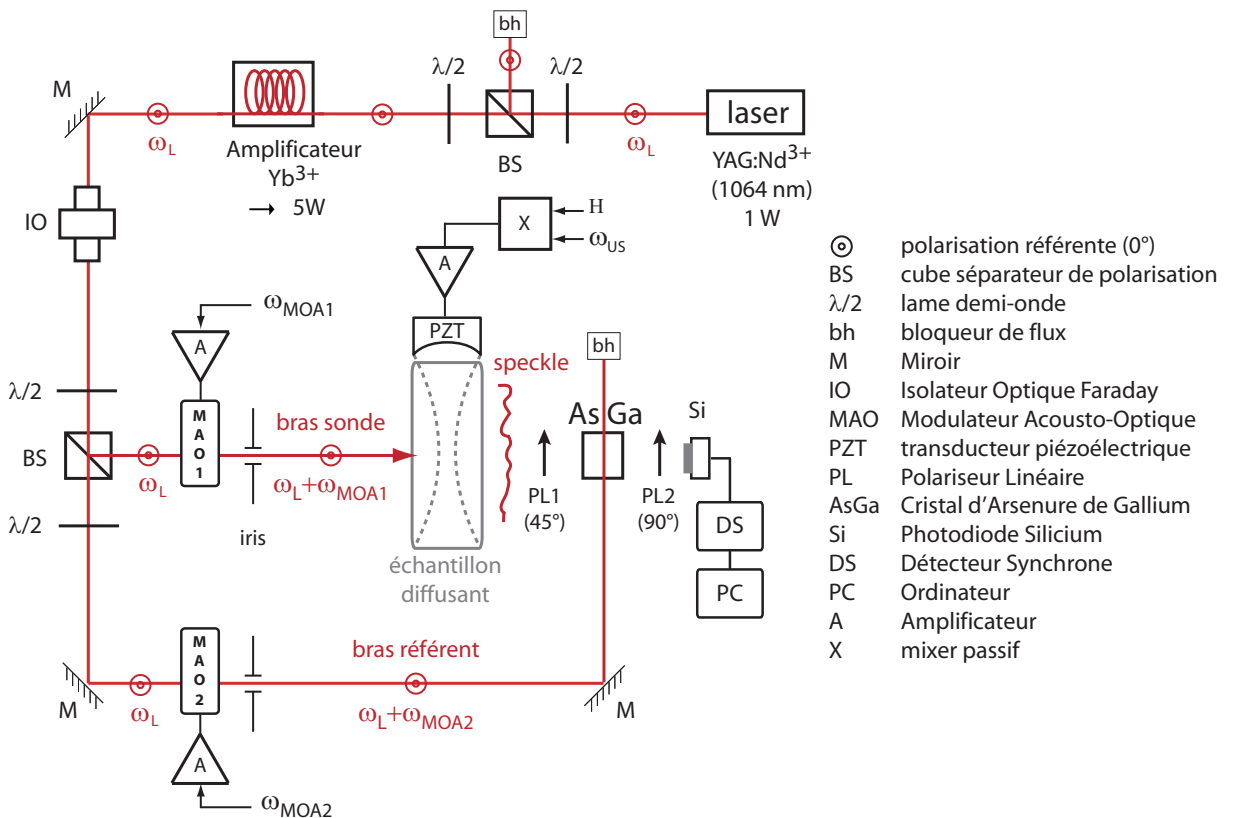 bh
λ/2
λ/2
M
laser
ω_L
ω_L
BS
Amplificateur
Yb3+
→ 5W
YAG:Nd3+
(1064 nm)
1 W
IO
X
H
ω_US
A
ω_MOA1
A
PZT
bh
speckle
λ/2
MAO1
bras sonde
AsGa
Si
BS
ω_L
ω_L+ω_MOA1
PL1
(45°)
PL2
(90°)
DS
λ/2
iris
échantillon
diffusant
PC
MAO2
bras référent
M
ω_L
ω_L+ω_MOA2
M
A
ω_MOA2
polarisation référente (0°)
BS cube séparateur de polarisation
λ/2 lame demi-onde
bh bloqueur de flux
M Miroir
IO Isolateur Optique Faraday
MAO Modulateur Acousto-Optique
PZT transducteur piézoélectrique
PL Polariseur Linéaire
AsGa Cristal d'Arsenure de Gallium
Si Photodiode Silicium
DS Détecteur Synchrone
PC Ordinateur
A Amplificateur
X mixer passif